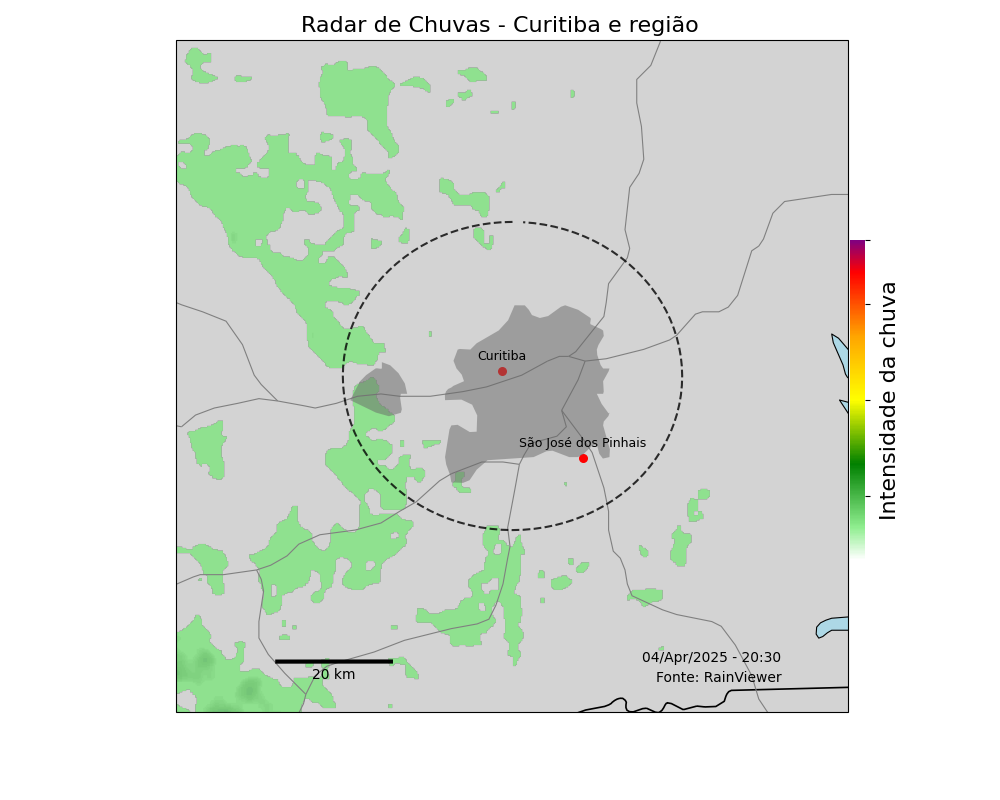 Radar de Chuvas - Curitiba e região
Curitiba
São José dos Pinhais
Intensidade da chuva
20 km
04/Apr/2025 - 20:30
Fonte: RainViewer